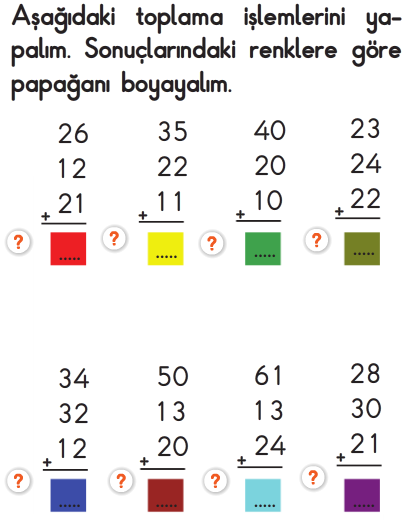 Aşağıdaki toplama işlemlerini ya-
palım. Sonuçlarındaki renklere göre
papağanı boyayalım.
26 35 40 23
12 22 20 24
+ 21 + 11 + 10 + 22
? ..... ? ..... ? ..... ? .....
34 50 61 28
32 13 13 30
+ 12 + 20 + 24 + 21
? ..... ? ..... ? ..... ? .....